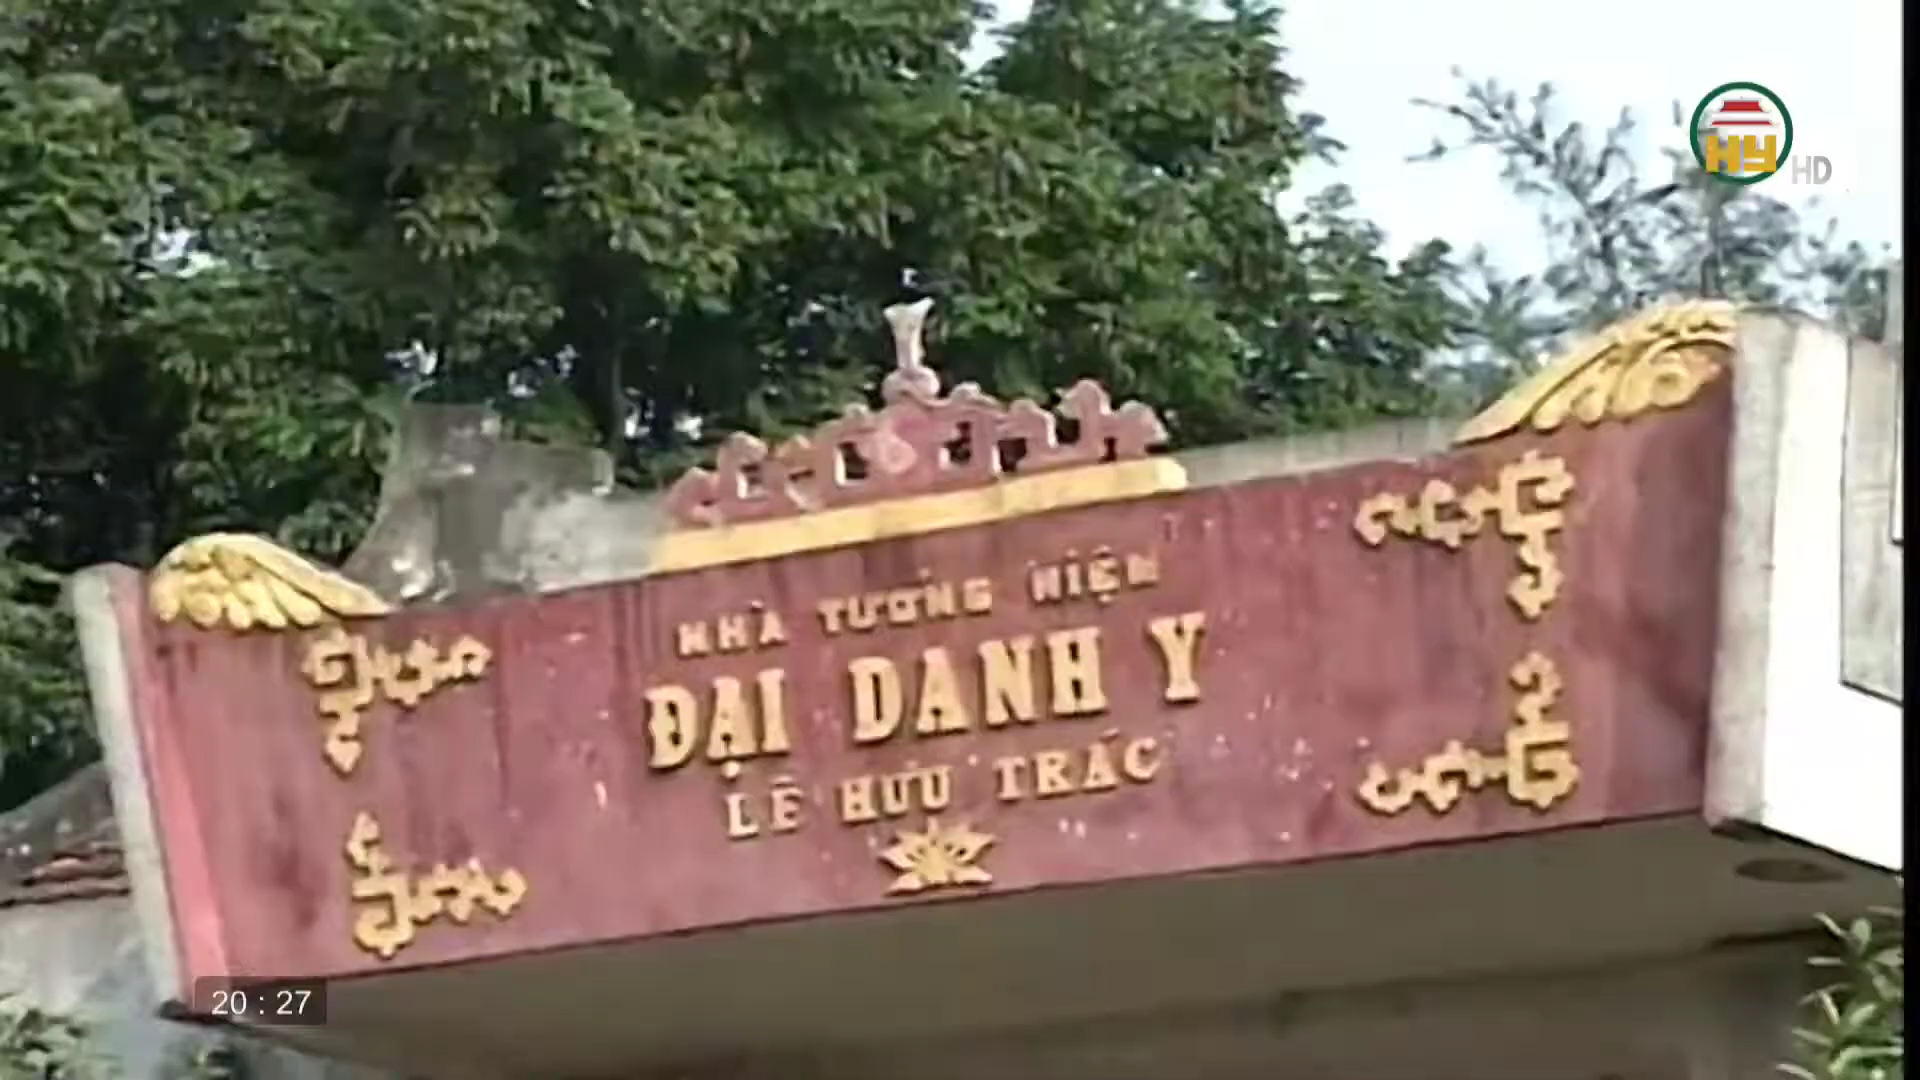 HY HD
NHÀ TƯỞNG NIỆM
ĐẠI DANH Y
LÊ HỮU TRÁC
20 : 27